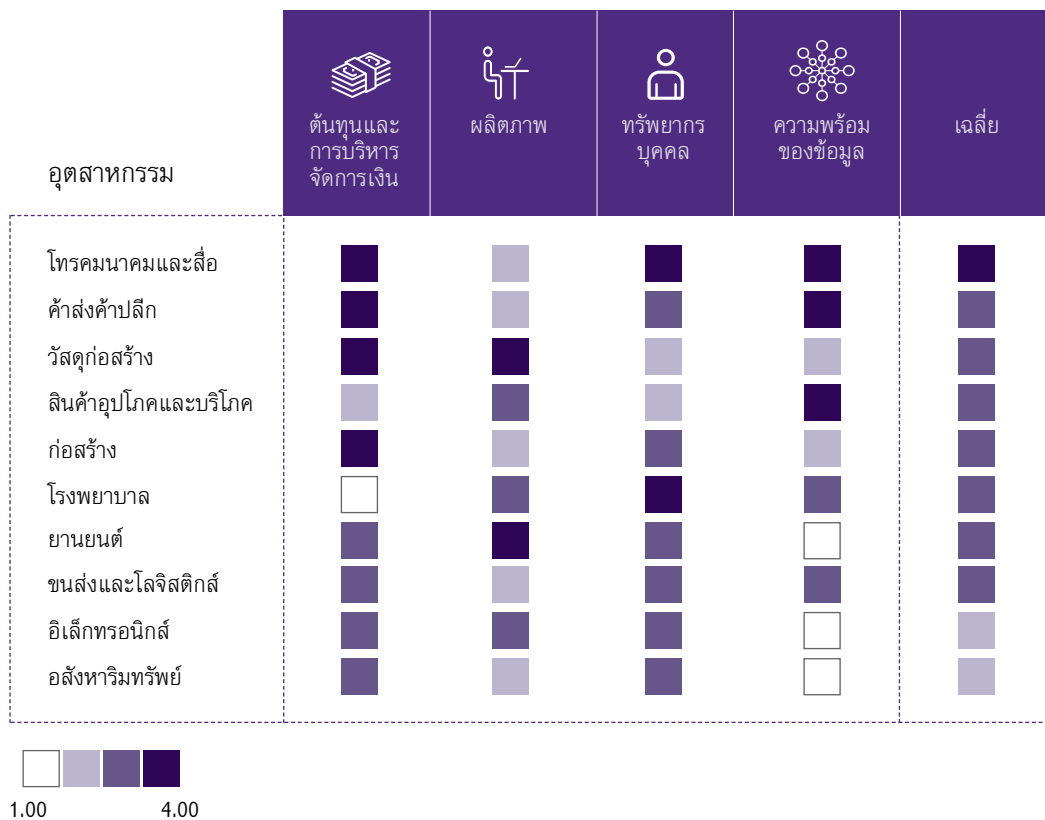 อุตสาหกรรม
ต้นทุนและ
การบริหาร
จัดการเงิน
ผลิตภาพ
ทรัพยากร
บุคคล
ความพร้อม
ของข้อมูล
เฉลี่ย
โทรคมนาคมและสื่อ
ค้าส่งค้าปลีก
วัสดุก่อสร้าง
สินค้าอุปโภคและบริโภค
ก่อสร้าง
โรงพยาบาล
ยานยนต์
ขนส่งและโลจิสติกส์
อิเล็กทรอนิกส์
อสังหาริมทรัพย์
1.00 4.00